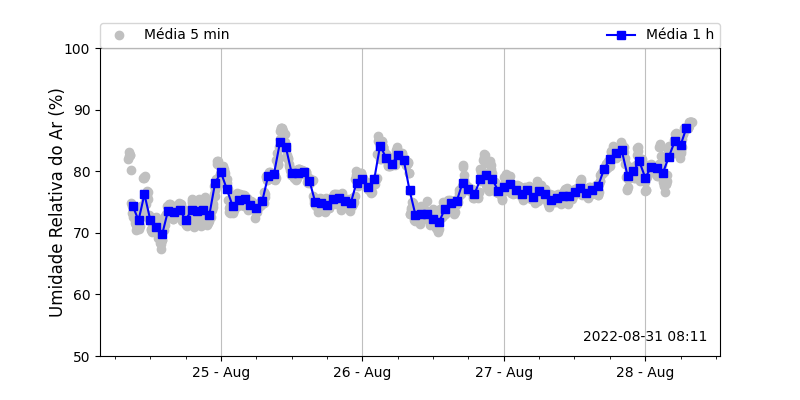 Média 5 min
Média 1 h
Umidade Relativa do Ar (%)
100
90
80
70
60
50
2022-08-31 08:11
25 - Aug
26 - Aug
27 - Aug
28 - Aug